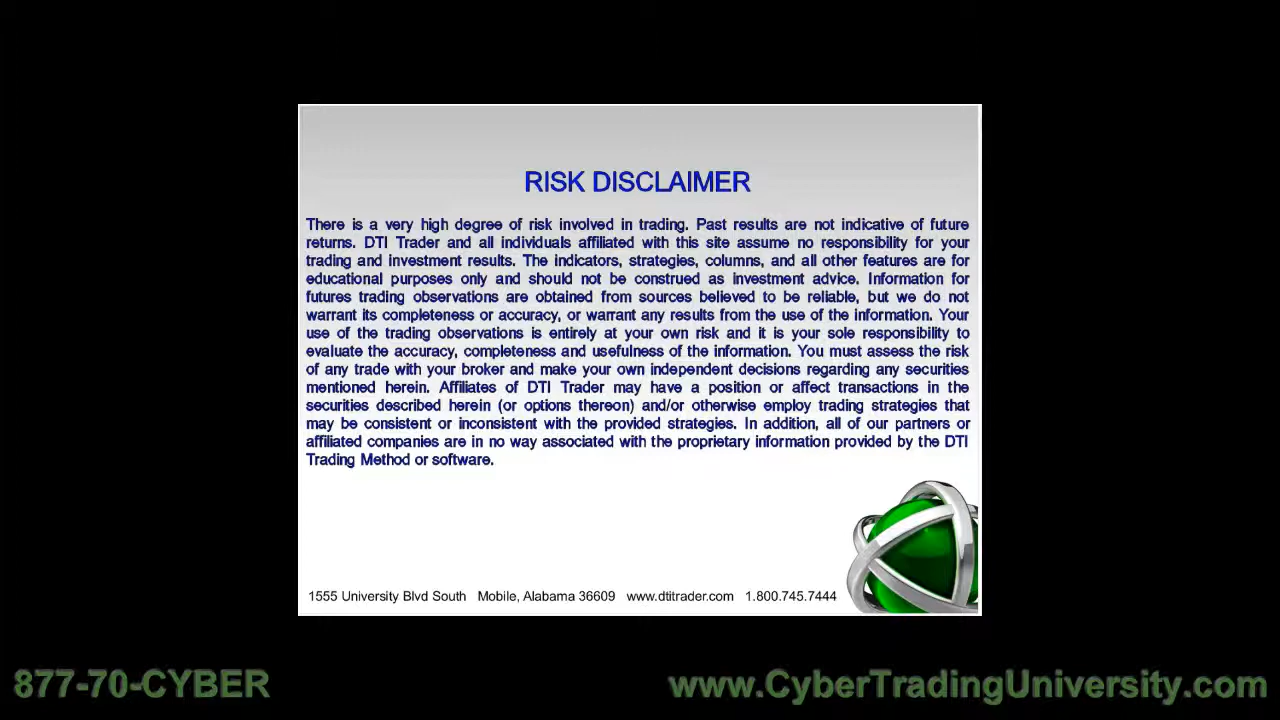 RISK DISCLAIMER
There is a very high degree of risk involved in trading. Past results are not indicative of future
returns. DTI Trader and all individuals affiliated with this site assume no responsibility for your
trading and investment results. The indicators, strategies, columns, and all other features are for
educational purposes only and should not be construed as investment advice. Information for
futures trading observations are obtained from sources believed to be reliable, but we do not
warrant its completeness or accuracy, or warrant any results from the use of the information. Your
use of the trading observations is entirely at your own risk and it is your sole responsibility to
evaluate the accuracy, completeness and usefulness of the information. You must assess the risk
of any trade with your broker and make your own independent decisions regarding any securities
mentioned herein. Affiliates of DTI Trader may have a position or affect transactions in the
securities described herein (or options thereon) and/or otherwise employ trading strategies that
may be consistent or inconsistent with the provided strategies. In addition, all of our partners or
affiliated companies are in no way associated with the proprietary information provided by the DTI
Trading Method or software.
1555 University Blvd South Mobile, Alabama 36609 www.dtitrader.com 1.800.745.7444
877-70-CYBER www.CyberTradingUniversity.com